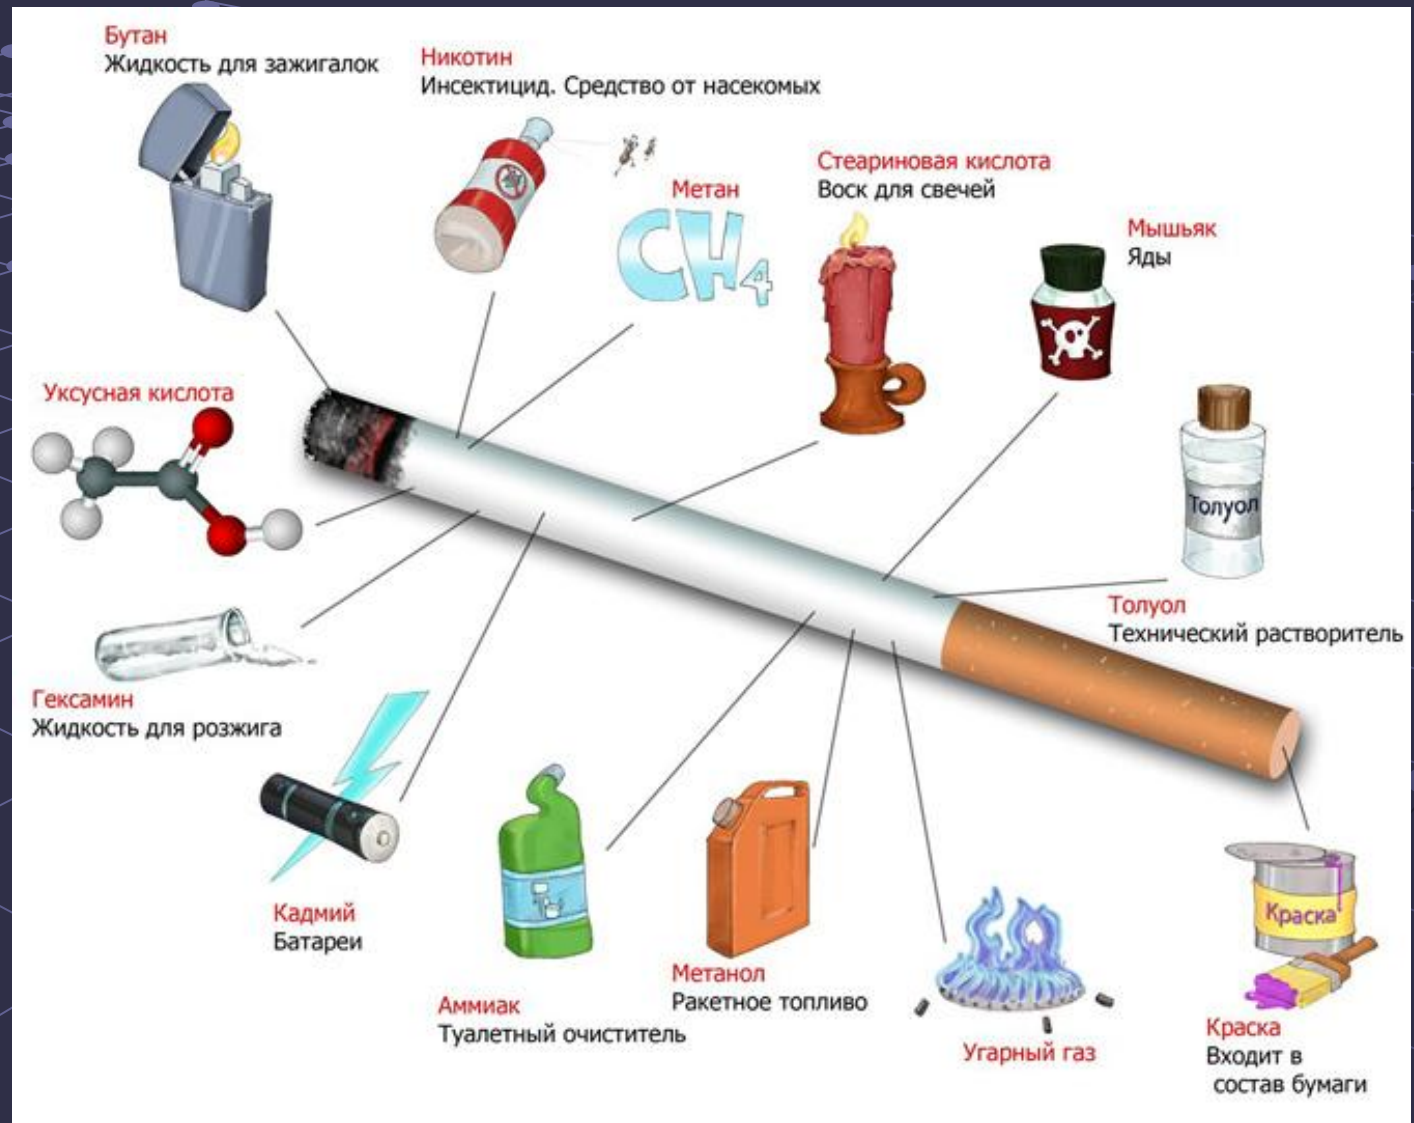 Бутан
Жидкость для зажигалок
Никотин
Инсектицид. Средство от насекомых
Метан
CH4
Стеариновая кислота
Воск для свечей
Мышьяк
Яды
Уксусная кислота
Толуол
Толуол
Технический растворитель
Гексамин
Жидкость для розжига
Кадмий
Батареи
Аммиак
Туалетный очиститель
Метанол
Ракетное топливо
Угарный газ
Краска
Краска
Входит в
состав бумаги